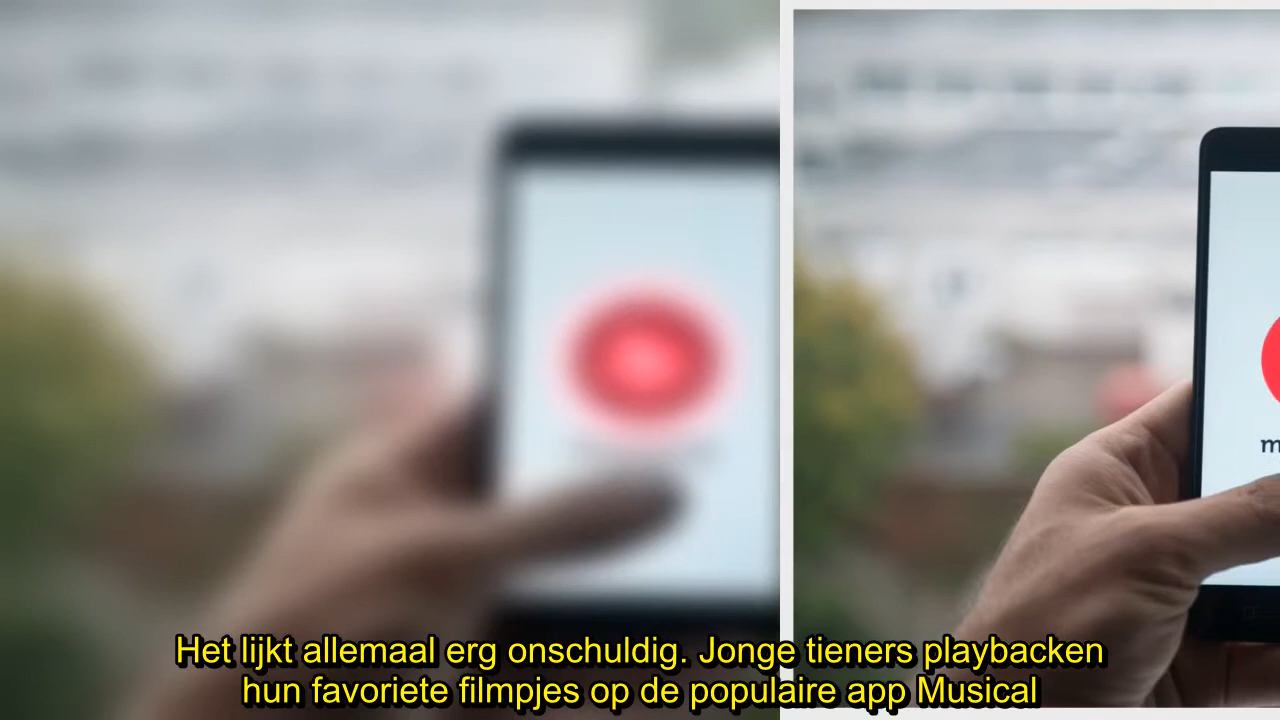 m
Het lijkt allemaal erg onschuldig. Jonge tieners playbacken
hun favoriete filmpjes op de populaire app Musical